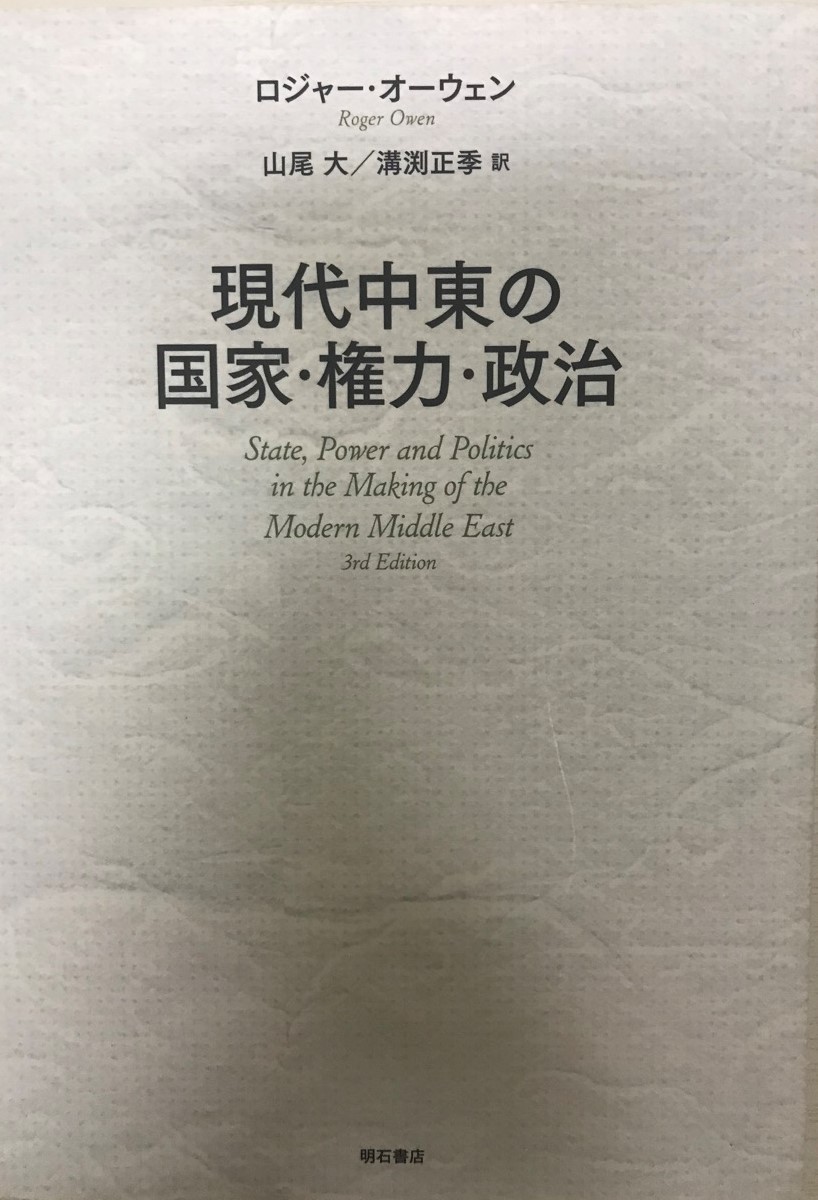 ロジャー・オーウェン
Roger Owen
山尾 大／溝渕正季 訳
現代中東の
国家・権力・政治
State, Power and Politics
in the Making of the
Modern Middle East
3rd Edition
明石書店